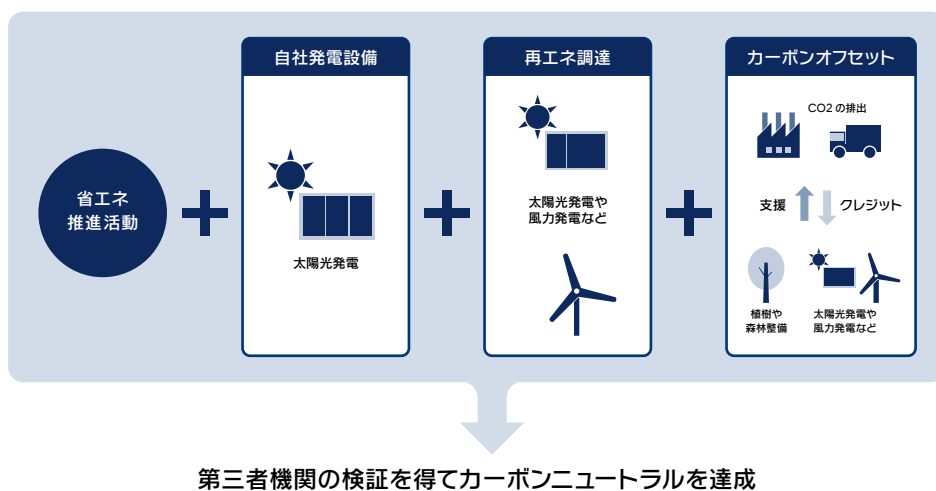 省エネ
推進活動
自社発電設備
太陽光発電
再エネ調達
太陽光発電や
風力発電など
カーボンオフセット
CO2の排出
支援
クレジット
植樹や
森林整備
太陽光発電や
風力発電など
第三者機関の検証を得てカーボンニュートラルを達成